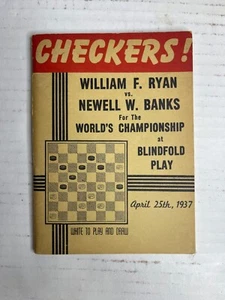 CHECKERS!
WILLIAM F. RYAN
vs.
NEWELL W. BANKS
For the
WORLD'S CHAMPIONSHIP
at
BLINDFOLD
PLAY
April 25th, 1937
WHITE TO PLAY AND DRAW